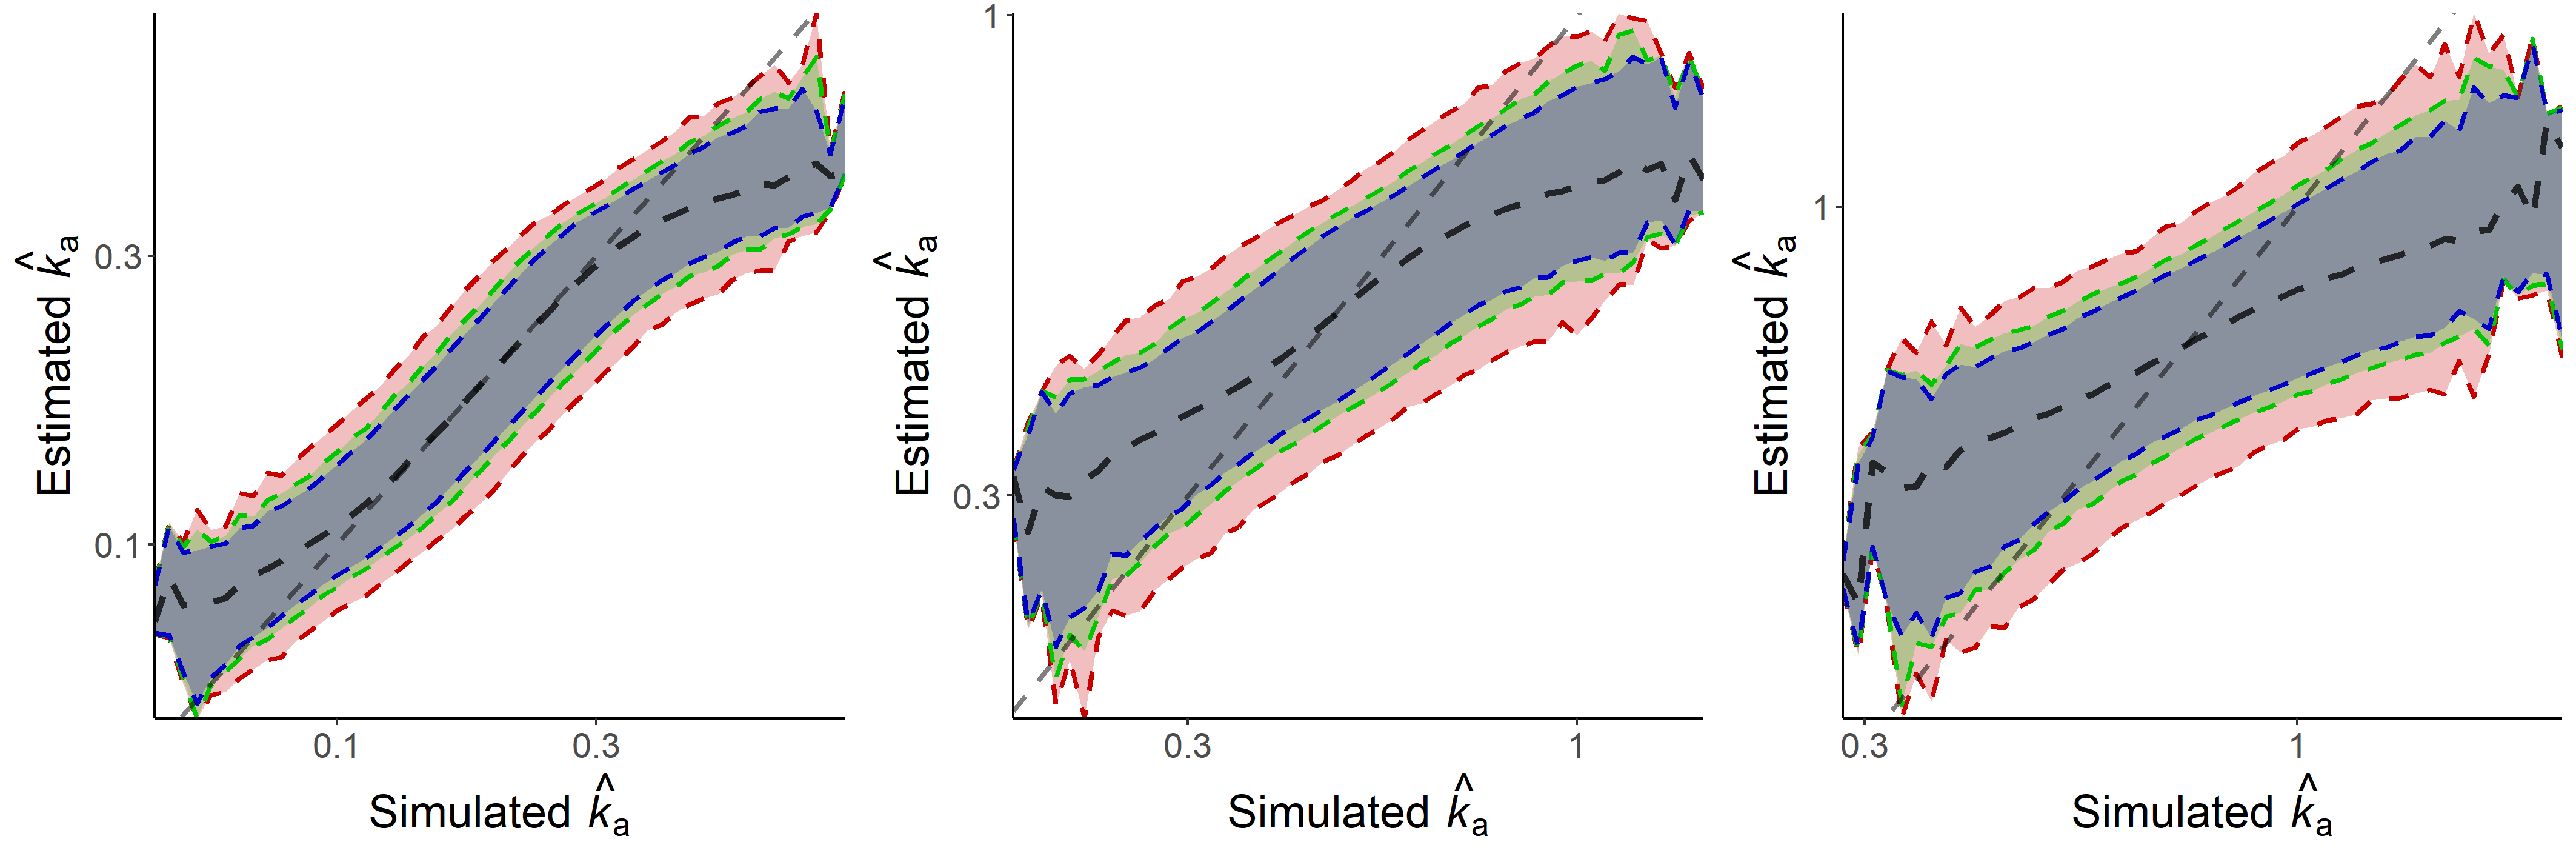 Estimated k̂a
0.3
0.1
0.1 0.3
Simulated k̂a
Estimated k̂a
1
0.3
0.3 1
Simulated k̂a
Estimated k̂a
1
0.3 1
Simulated k̂a